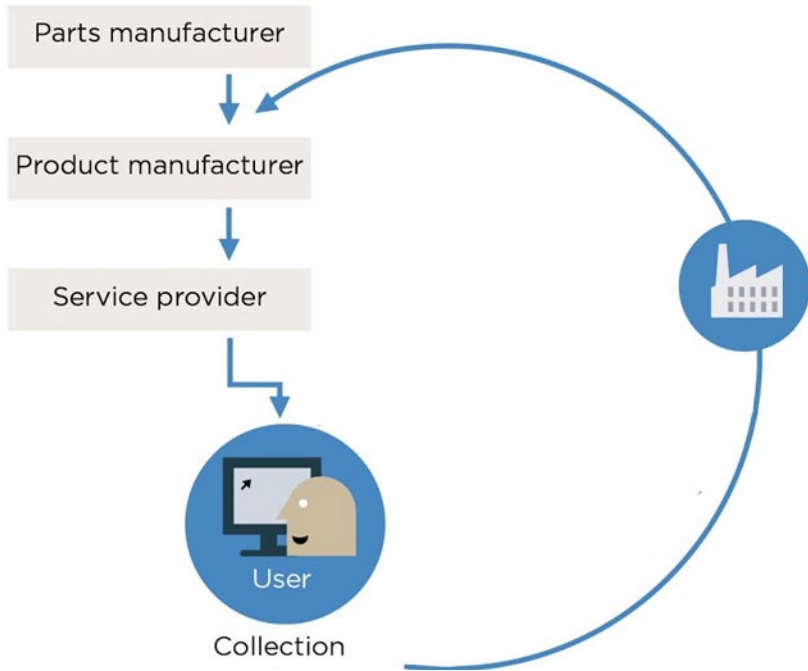 Parts manufacturer
Product manufacturer
Service provider
User
Collection